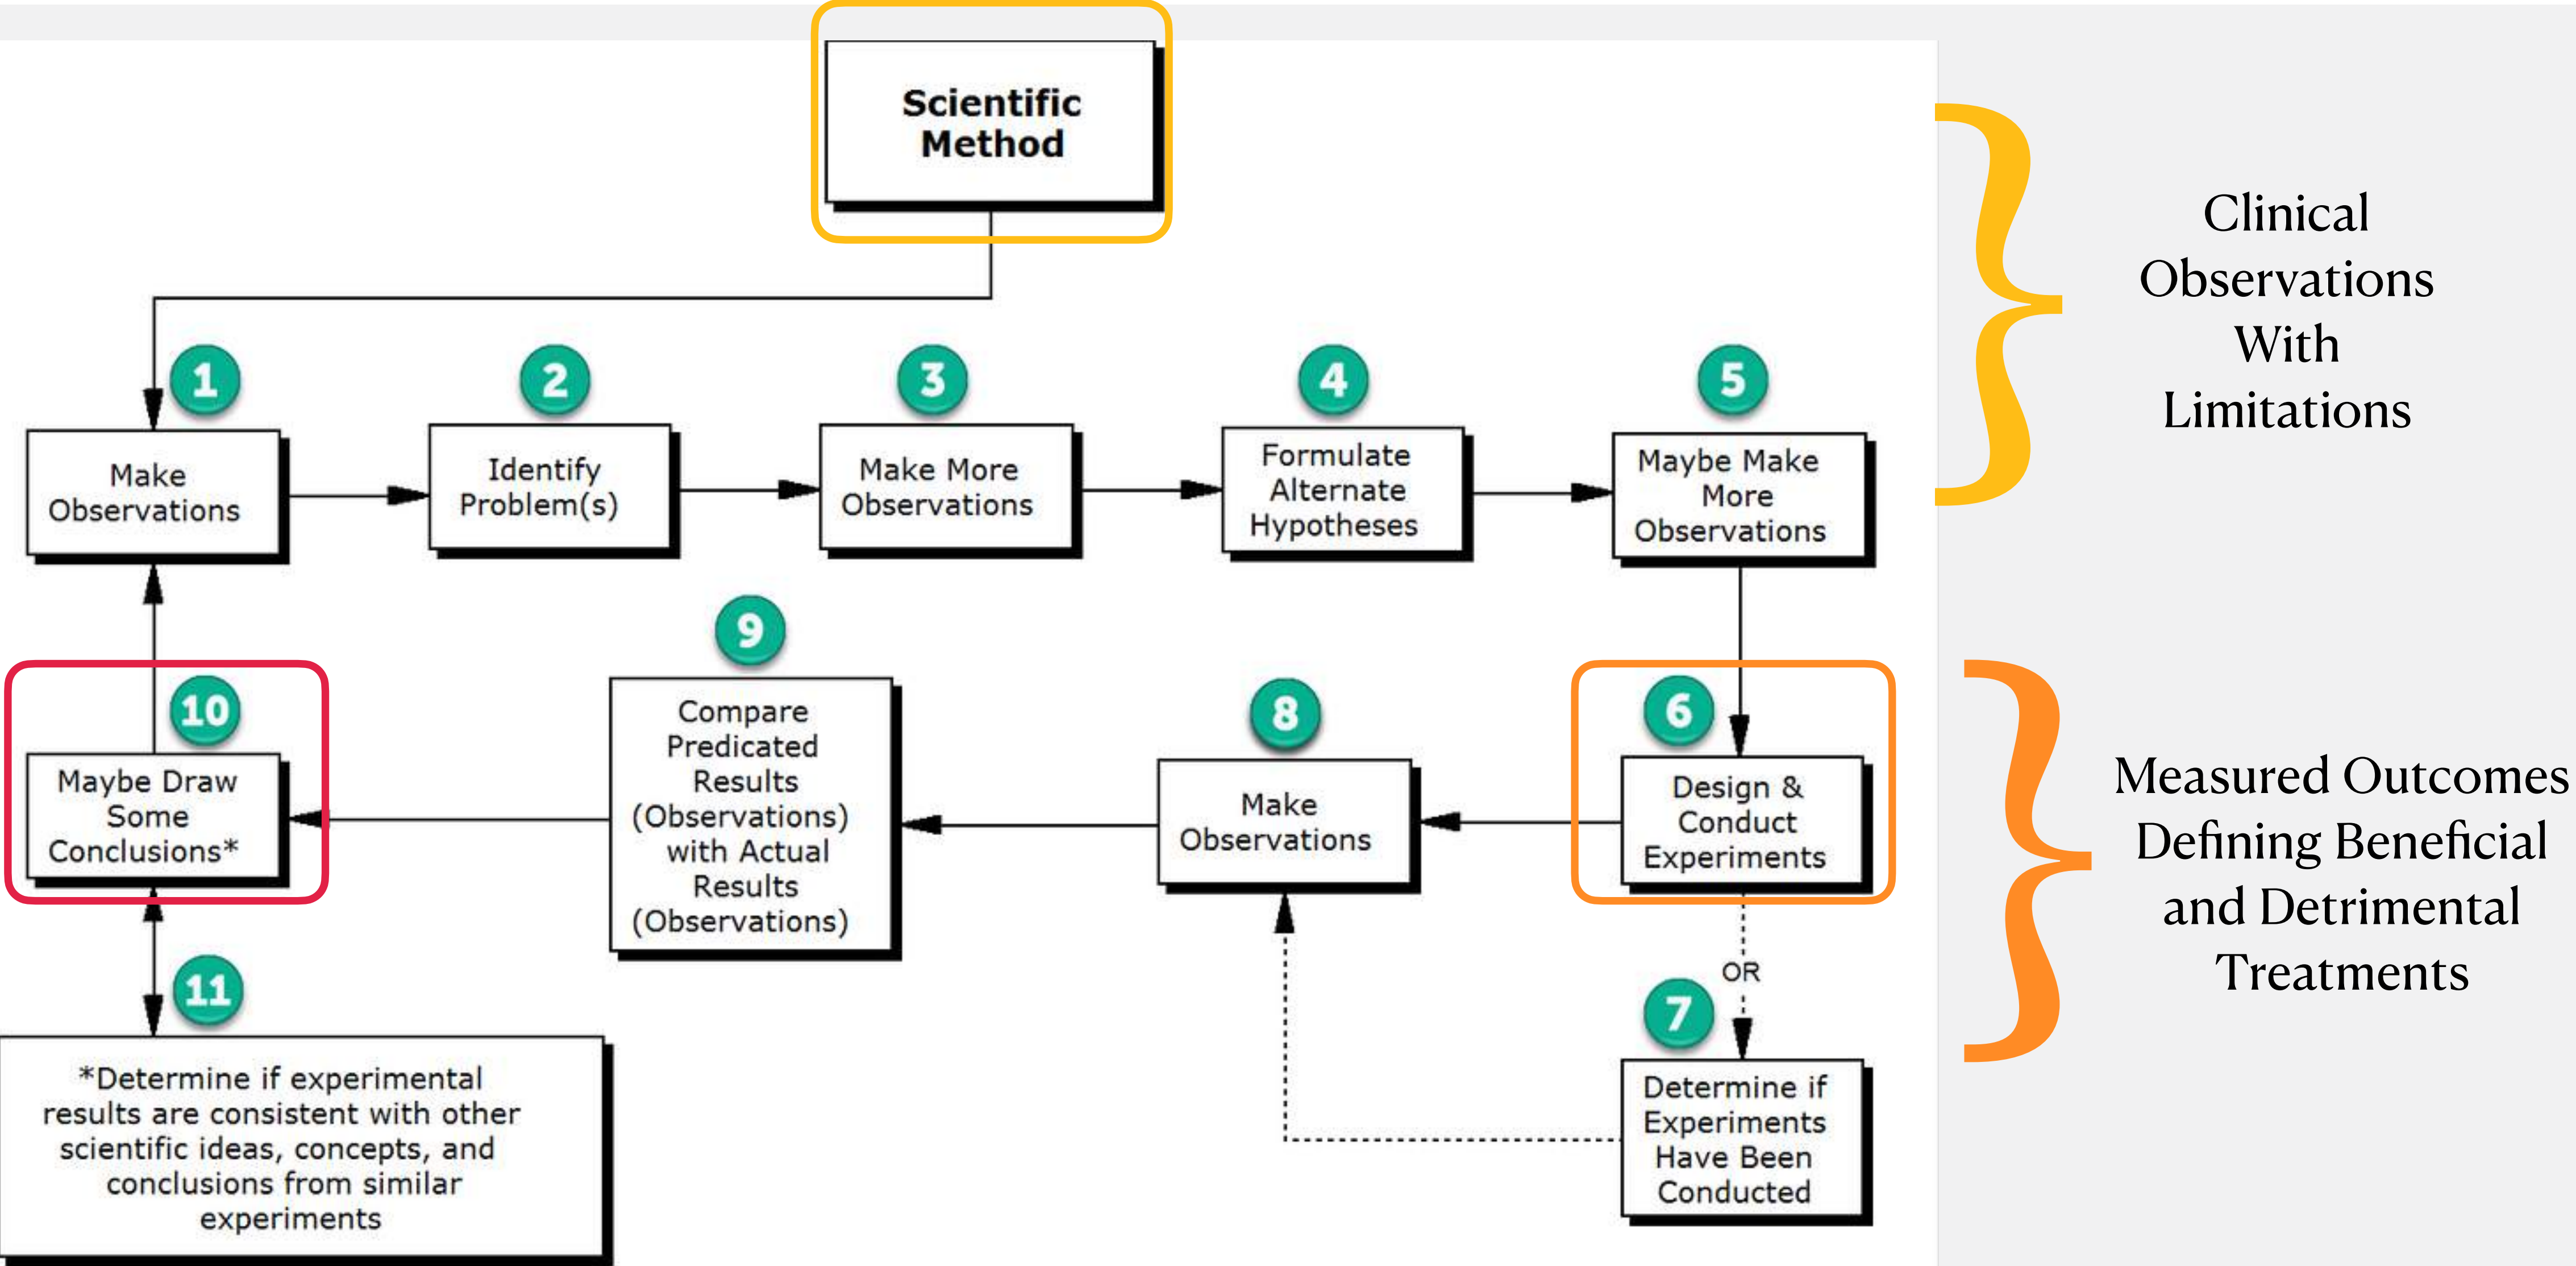 Scientific
Method
1
Make
Observations
2
Identify
Problem(s)
3
Make More
Observations
4
Formulate
Alternate
Hypotheses
5
Maybe Make
More
Observations
Clinical
Observations
With
Limitations
6
Design &
Conduct
Experiments
OR
7
Determine if
Experiments
Have Been
Conducted
8
Make
Observations
9
Compare
Predicated
Results
(Observations)
with Actual
Results
(Observations)
10
Maybe Draw
Some
Conclusions*
11
*Determine if experimental
results are consistent with other
scientific ideas, concepts, and
conclusions from similar
experiments
Measured Outcomes
Defining Beneficial
and Detrimental
Treatments